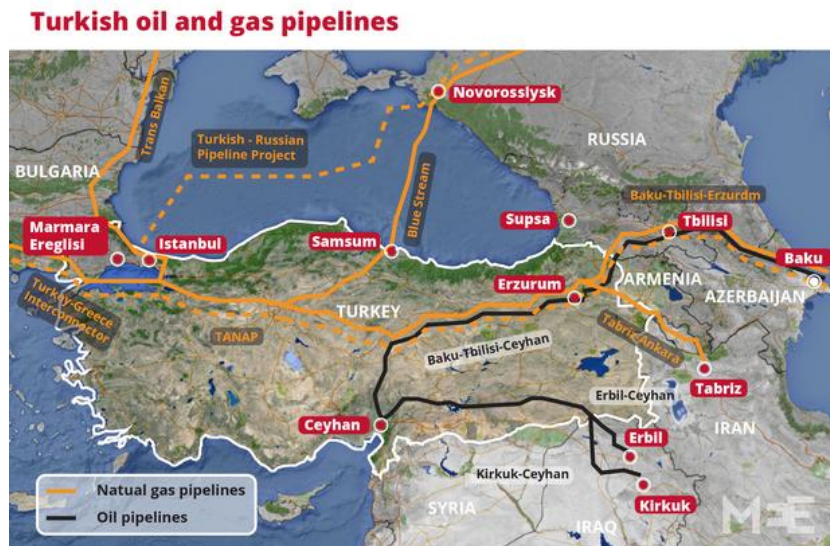 Turkish oil and gas pipelines
Novorosslysk
RUSSIA
Trans Balkan
Turkish - Russian
Pipeline Project
BULGARIA
Blue Stream
Baku-Tbilisi-Erzurdm
Supsa
Tbilisi
Marmara
Ereglisi
Istanbul
Samsum
Baku
Erzurum
ARMENIA
AZERBAIJAN
Turkey-Greece
Interconnector
TURKEY
TANAP
Tabriz-Ankara
Baku-Tbilisi-Ceyhan
Tabriz
Erbil-Ceyhan
Ceyhan
IRAN
Erbil
Kirkuk-Ceyhan
Kirkuk
Natual gas pipelines
Oil pipelines
SYRIA
IRAQ
MEE